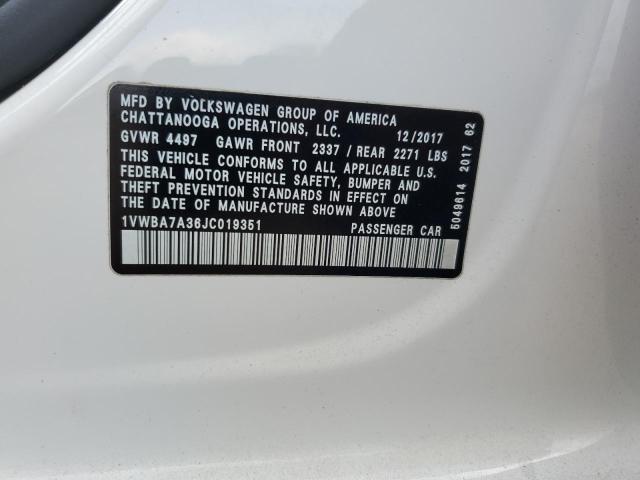 MFD BY VOLKSWAGEN GROUP OF AMERICA
CHATTANOOGA OPERATIONS, LLC. 12/2017
GVWR 4497 GAWR FRONT 2337 / REAR 2271 LBS
THIS VEHICLE CONFORMS TO ALL APPLICABLE U.S.
FEDERAL MOTOR VEHICLE SAFETY, BUMPER AND
THEFT PREVENTION STANDARDS IN EFFECT ON
THE DATE OF MANUFACTURE SHOWN ABOVE
1VWBA7A36JC019351 PASSENGER CAR
5049614 2017 62